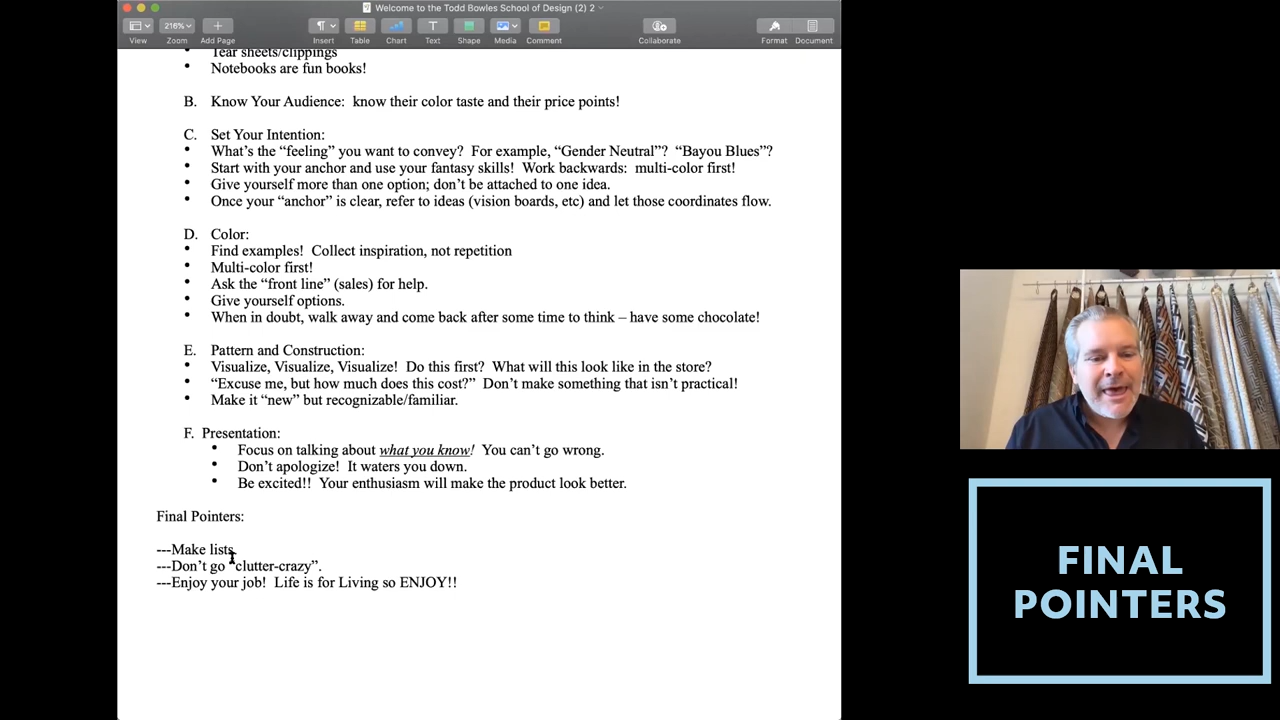 Welcome to the Todd Bowles School of Design (2) 2
216%
View
Zoom
Add Page
Insert
Table
Chart
Text
Shape
Media
Comment
Collaborate
Format
Document
• Tear sheets/clippings
• Notebooks are fun books!
B. Know Your Audience: know their color taste and their price points!
C. Set Your Intention:
• What’s the “feeling” you want to convey? For example, “Gender Neutral”? “Bayou Blues”?
• Start with your anchor and use your fantasy skills! Work backwards: multi-color first!
• Give yourself more than one option; don’t be attached to one idea.
• Once your “anchor” is clear, refer to ideas (vision boards, etc) and let those coordinates flow.
D. Color:
• Find examples! Collect inspiration, not repetition
• Multi-color first!
• Ask the “front line” (sales) for help.
• Give yourself options.
• When in doubt, walk away and come back after some time to think – have some chocolate!
E. Pattern and Construction:
• Visualize, Visualize, Visualize! Do this first? What will this look like in the store?
• “Excuse me, but how much does this cost?” Don’t make something that isn’t practical!
• Make it “new” but recognizable/familiar.
F. Presentation:
• Focus on talking about what you know! You can’t go wrong.
• Don’t apologize! It waters you down.
• Be excited!! Your enthusiasm will make the product look better.
Final Pointers:
---Make lists.
---Don’t go “clutter-crazy”.
---Enjoy your job! Life is for Living so ENJOY!!
FINAL
POINTERS